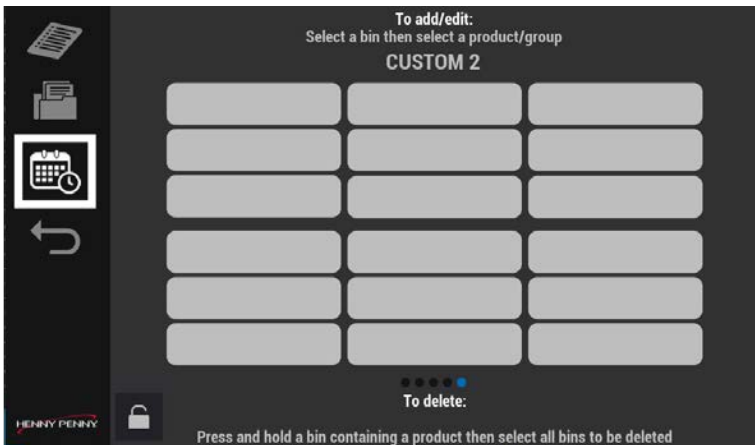 To add/edit:
Select a bin then select a product/group
CUSTOM 2
To delete:
Press and hold a bin containing a product then select all bins to be deleted
HENNY PENNY